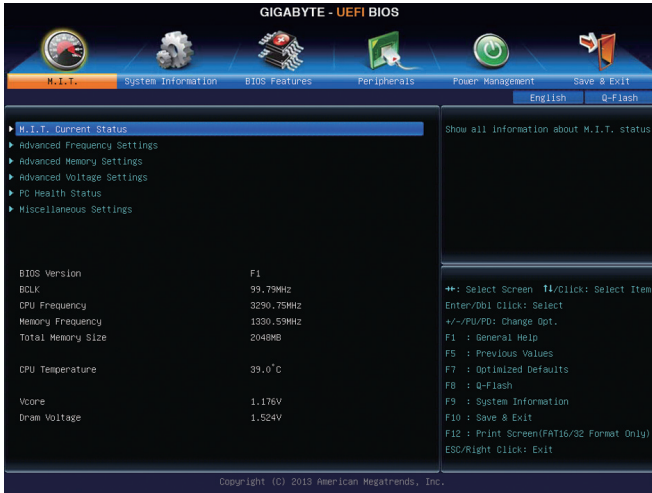 GIGABYTE - UEFI BIOS
M.I.T. System Information BIOS Features Peripherals Power Management Save & Exit
English Q-Flash
M.I.T. Current Status
Advanced Frequency Settings
Advanced Memory Settings
Advanced Voltage Settings
PC Health Status
Miscellaneous Settings
BIOS Version F1
BCLK 99.79MHz
CPU Frequency 3290.75MHz
Memory Frequency 1330.59MHz
Total Memory Size 2048MB
CPU Temperature 39.0°C
Vcore 1.176V
Dram Voltage 1.524V
Show all information about M.I.T. status
↔: Select Screen ↑↓/Click: Select Item
Enter/Dbl Click: Select
+/-/PU/PD: Change Opt.
F1 : General Help
F5 : Previous Values
F7 : Optimized Defaults
F8 : Q-Flash
F9 : System Information
F10 : Save & Exit
F12 : Print Screen(FAT16/32 Format Only)
ESC/Right Click: Exit
Copyright (C) 2013 American Megatrends, Inc.